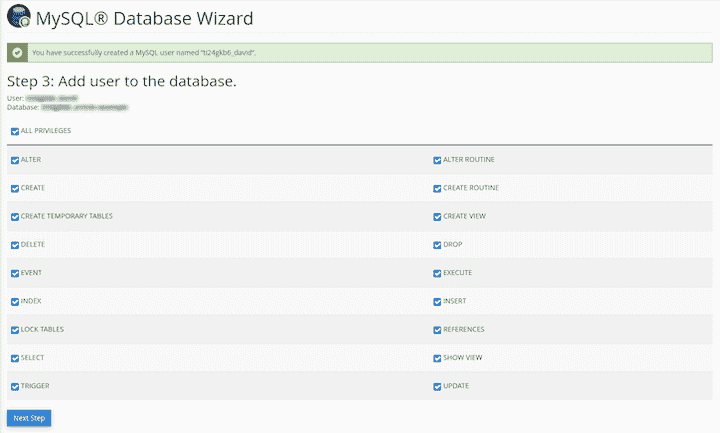 MySQL® Database Wizard
You have successfully created a MySQL user named "ti24gkb6_david".
Step 3: Add user to the database.
User:
Database:
ALL PRIVILEGES
ALTER
ALTER ROUTINE
CREATE
CREATE ROUTINE
CREATE TEMPORARY TABLES
CREATE VIEW
DELETE
DROP
EVENT
EXECUTE
INDEX
INSERT
LOCK TABLES
REFERENCES
SELECT
SHOW VIEW
TRIGGER
UPDATE
Next Step